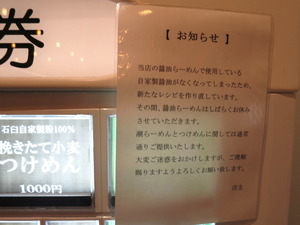 券
石臼自家製粉100%
挽きたて小麦
つけめん
1000円
【 お知らせ 】
当店の醤油らーめんで使用している
自家製醤油がなくなってしまったため、
新たなレシピを作り直しています。
その間、醤油らーめんはしばらくお休み
させていただきます。
潮らーめんとつけめんに関しては通常
通りご提供いたします。
大変ご迷惑をおかけしますが、ご理解
賜りますようよろしくお願い致します。
店主